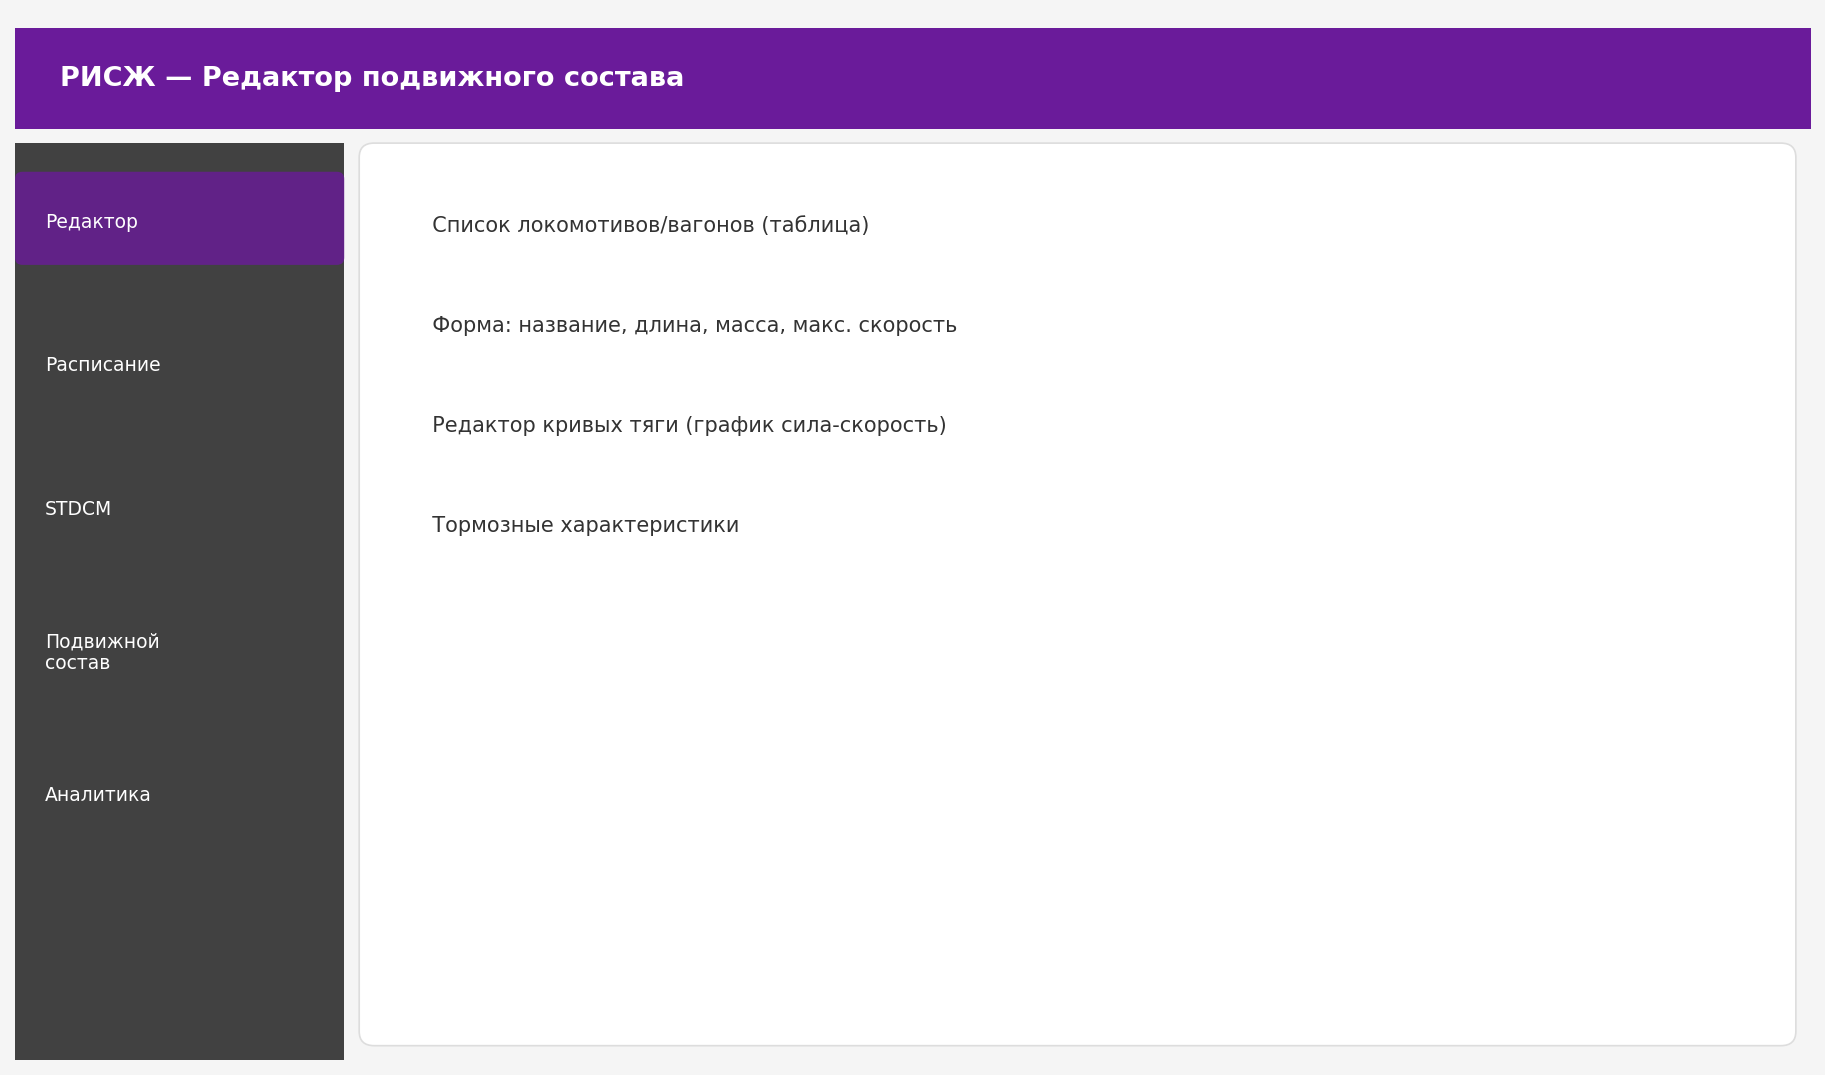 РИСЖ — Редактор подвижного состава
Редактор
Расписание
STDCM
Подвижной
состав
Аналитика
Список локомотивов/вагонов (таблица)
Форма: название, длина, масса, макс. скорость
Редактор кривых тяги (график сила-скорость)
Тормозные характеристики